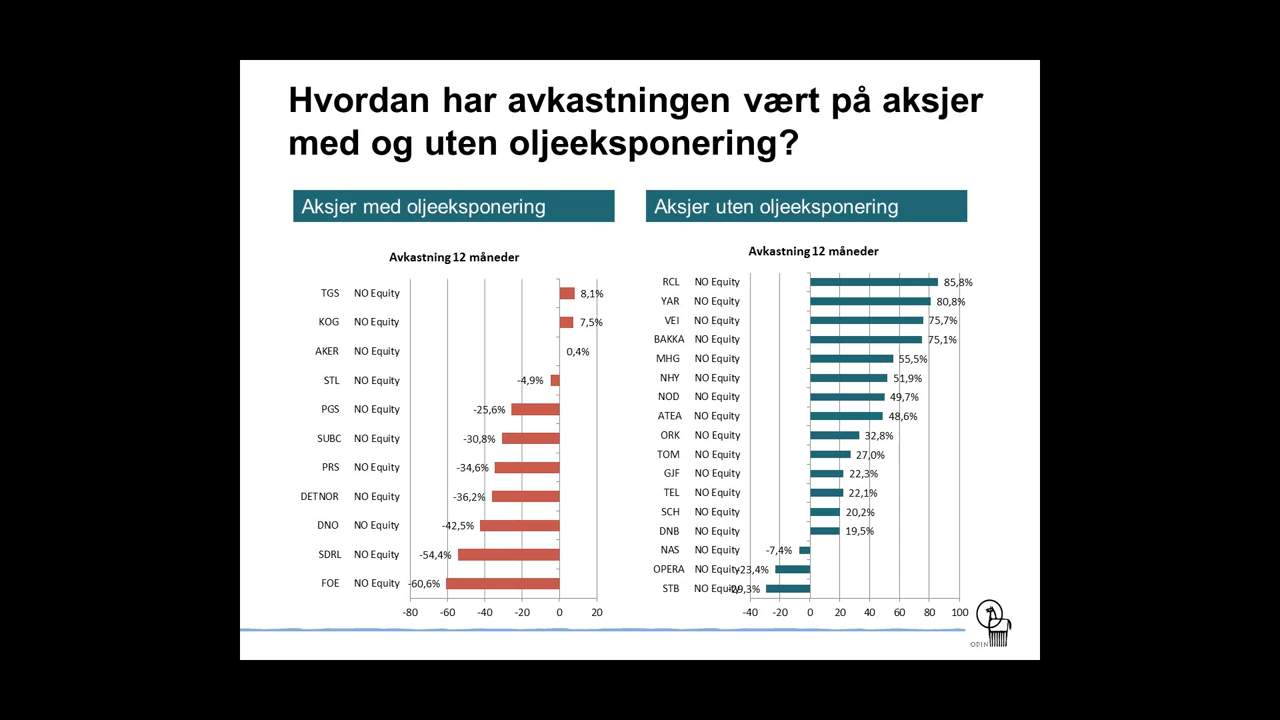 Hvordan har avkastningen vært på aksjer
med og uten oljeeksponering?
Aksjer med oljeeksponering
Avkastning 12 måneder
TGS NO Equity 8,1%
KOG NO Equity 7,5%
AKER NO Equity 0,4%
STL NO Equity -4,9%
PGS NO Equity -25,6%
SUBC NO Equity -30,8%
PRS NO Equity -34,6%
DETNOR NO Equity -36,2%
DNO NO Equity -42,5%
SDRL NO Equity -54,4%
FOE NO Equity -60,6%
-80 -60 -40 -20 0 20
Aksjer uten oljeeksponering
Avkastning 12 måneder
RCL NO Equity 85,8%
YAR NO Equity 80,8%
VEI NO Equity 75,7%
BAKKA NO Equity 75,1%
MHG NO Equity 55,5%
NHY NO Equity 51,9%
NOD NO Equity 49,7%
ATEA NO Equity 48,6%
ORK NO Equity 32,8%
TOM NO Equity 27,0%
GJF NO Equity 22,3%
TEL NO Equity 22,1%
SCH NO Equity 20,2%
DNB NO Equity 19,5%
NAS NO Equity -7,4%
OPERA NO Equity -23,4%
STB NO Equity -29,3%
-40 -20 0 20 40 60 80 100
ODIN